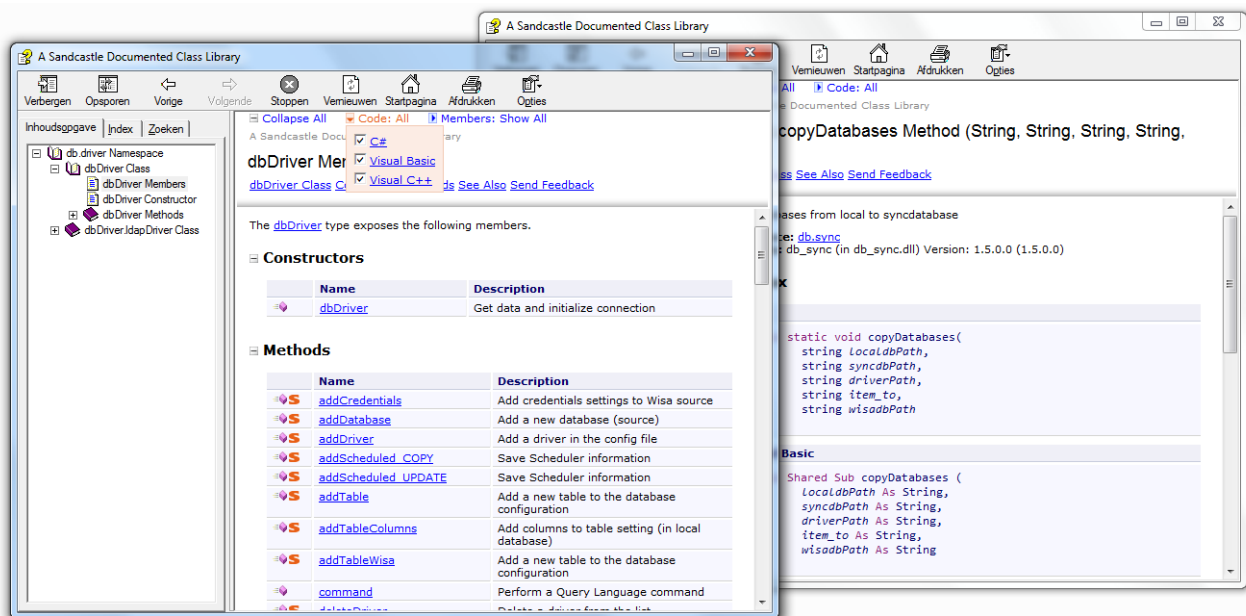 A Sandcastle Documented Class Library
Verbergen Opsporen Vorige Volgende Stoppen Vernieuwen Startpagina Afdrukken Opties
Inhoudsopgave Index Zoeken
db.driver Namespace
dbDriver Class
dbDriver Members
dbDriver Constructor
dbDriver Methods
dbDriver.ldapDriver Class
Collapse All Code: All Members: Show All
C#
Visual Basic
Visual C++
A Sandcastle
dbDriver
dbDriver Class See Also Send Feedback
The dbDriver type exposes the following members.
Constructors
Name Description
dbDriver Get data and initialize connection
Methods
Name Description
addCredentials Add credentials settings to Wisa source
addDatabase Add a new database (source)
addDriver Add a driver in the config file
addScheduled_COPY Save Scheduler information
addScheduled_UPDATE Save Scheduler information
addTable Add a new table to the database
configuration
addTableColumns Add columns to table setting (in local
database)
addTableWisa Add a new table to the database
configuration
command Perform a Query Language command
deleteDriver Delete a driver from the list
A Sandcastle Documented Class Library
Vernieuwen Startpagina Afdrukken Opties
All Code: All
Documented Class Library
copyDatabases Method (String, String, String, String,
See Also Send Feedback
from local to syncdatabase
db.sync
db_sync (in db_sync.dll) Version: 1.5.0.0 (1.5.0.0)
static void copyDatabases(
string localdbPath,
string syncdbPath,
string driverPath,
string item_to,
string wisadbPath
Basic
Shared Sub copyDatabases (
localdbPath As String,
syncdbPath As String,
driverPath As String,
item_to As String,
wisadbPath As String